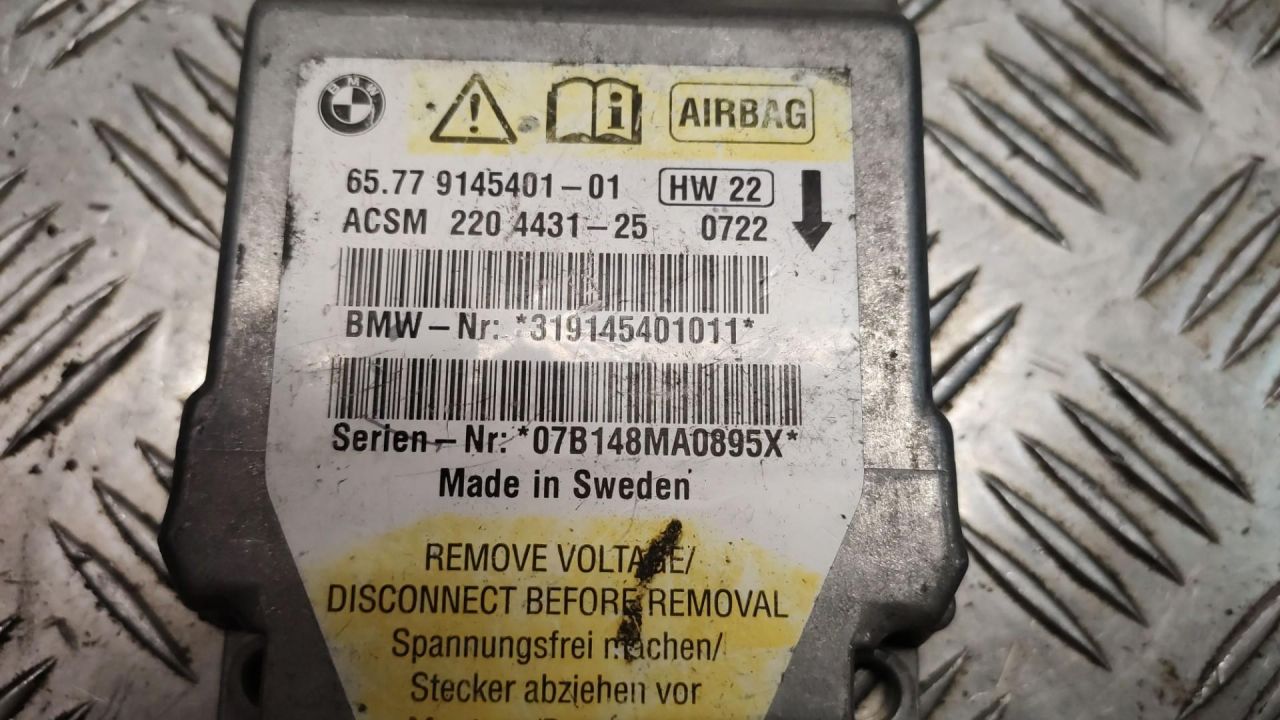 BMW AIRBAG
65.77 9145401-01 HW 22
ACSM 220 4431-25 0722
BMW-Nr: *319145401011*
Serien-Nr: *07B148MA0895X*
Made in Sweden
REMOVE VOLTAGE/
DISCONNECT BEFORE REMOVAL
Spannungsfrei machen/
Stecker abziehen vor